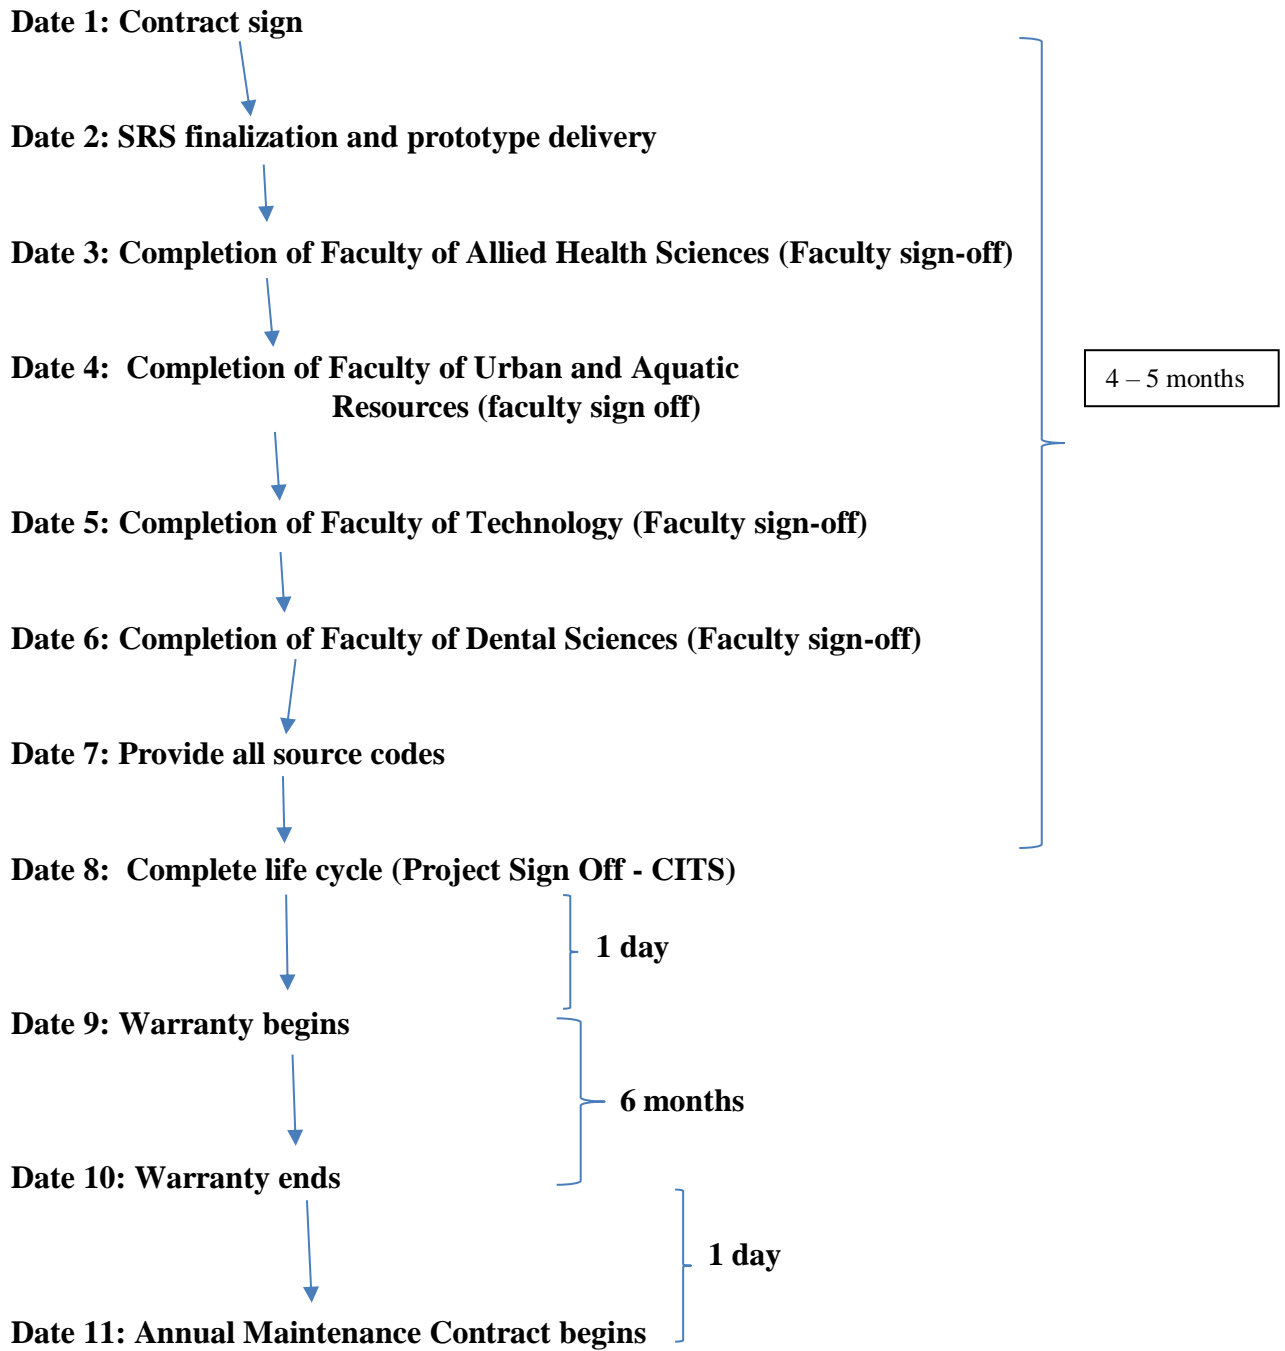 Date 1: Contract sign
Date 2: SRS finalization and prototype delivery
Date 3: Completion of Faculty of Allied Health Sciences (Faculty sign-off)
Date 4:  Completion of Faculty of Urban and Aquatic
Resources (faculty sign off)
4 – 5 months
Date 5: Completion of Faculty of Technology (Faculty sign-off)
Date 6: Completion of Faculty of Dental Sciences (Faculty sign-off)
Date 7: Provide all source codes
Date 8:  Complete life cycle (Project Sign Off - CITS)
1 day
Date 9: Warranty begins
6 months
Date 10: Warranty ends
1 day
Date 11: Annual Maintenance Contract begins